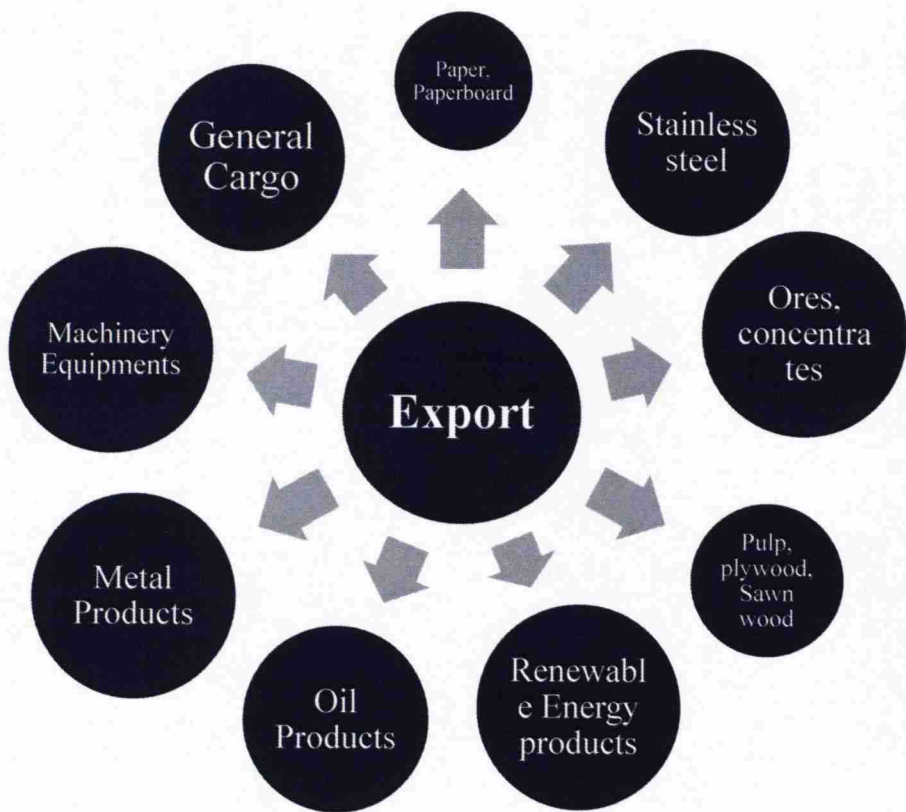 Paper,
Paperboard
Stainless
steel
Ores,
concentra
tes
Pulp,
plywood,
Sawn
wood
Renewabl
e Energy
products
Oil
Products
Metal
Products
Machinery
Equipments
General
Cargo
Export